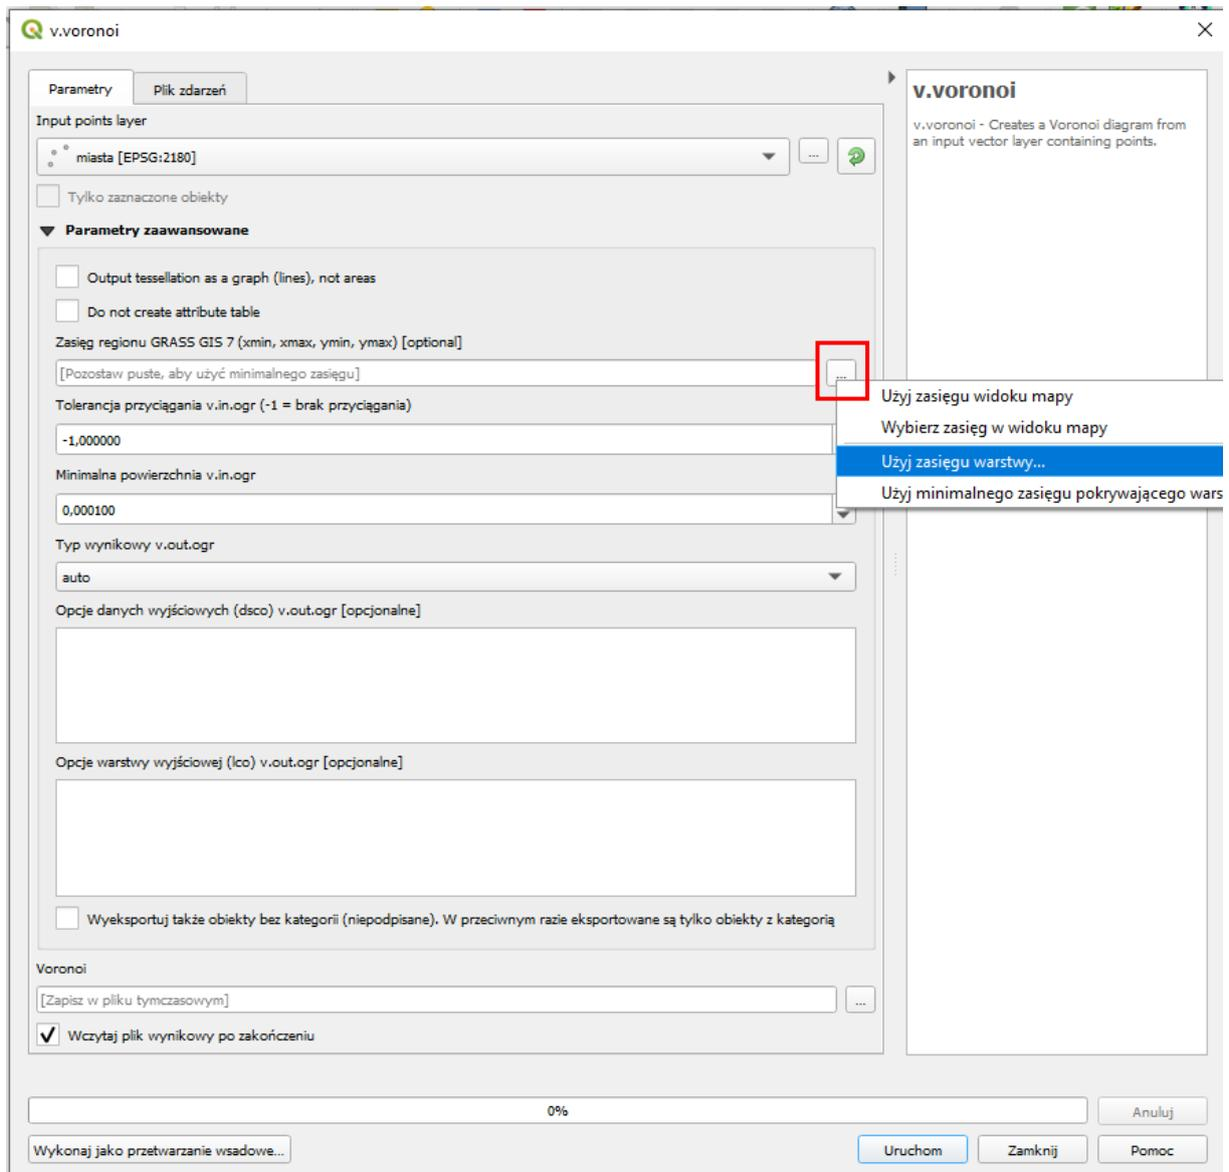 v.voronoi
Parametry
Plik zdarzeń
Input points layer
miasta [EPSG:2180]
...
Tylko zaznaczone obiekty
Parametry zaawansowane
Output tessellation as a graph (lines), not areas
Do not create attribute table
Zasięg regionu GRASS GIS 7 (xmin, xmax, ymin, ymax) [optional]
[Pozostaw puste, aby użyć minimalnego zasięgu]
...
Tolerancja przyciągania v.in.ogr (-1 = brak przyciągania)
-1,000000
Minimalna powierzchnia v.in.ogr
0,000100
Typ wynikowy v.out.ogr
auto
Opcje danych wyjściowych (dsco) v.out.ogr [opcjonalne]
Opcje warstwy wyjściowej (lco) v.out.ogr [opcjonalne]
Wyeksportuj także obiekty bez kategorii (niepodpisane). W przeciwnym razie eksportowane są tylko obiekty z kategorią
Voronoi
[Zapisz w pliku tymczasowym]
...
Wczytaj plik wynikowy po zakończeniu
v.voronoi
v.voronoi - Creates a Voronoi diagram from
an input vector layer containing points.
Użyj zasięgu widoku mapy
Wybierz zasięg w widoku mapy
Użyj zasięgu warstwy...
Użyj minimalnego zasięgu pokrywającego wars
0%
Anuluj
Wykonaj jako przetwarzanie wsadowe...
Uruchom
Zamknij
Pomoc